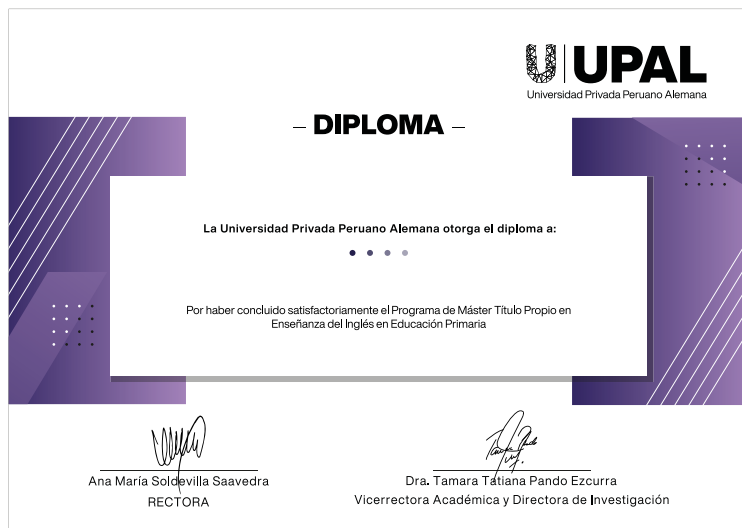 UPAL
Universidad Privada Peruano Alemana
– DIPLOMA –
La Universidad Privada Peruano Alemana otorga el diploma a:
Por haber concluido satisfactoriamente el Programa de Máster Título Propio en
Enseñanza del Inglés en Educación Primaria
Ana María Soldevilla Saavedra
RECTORA
Dra. Tamara Tatiana Pando Ezcurra
Vicerrectora Académica y Directora de Investigación